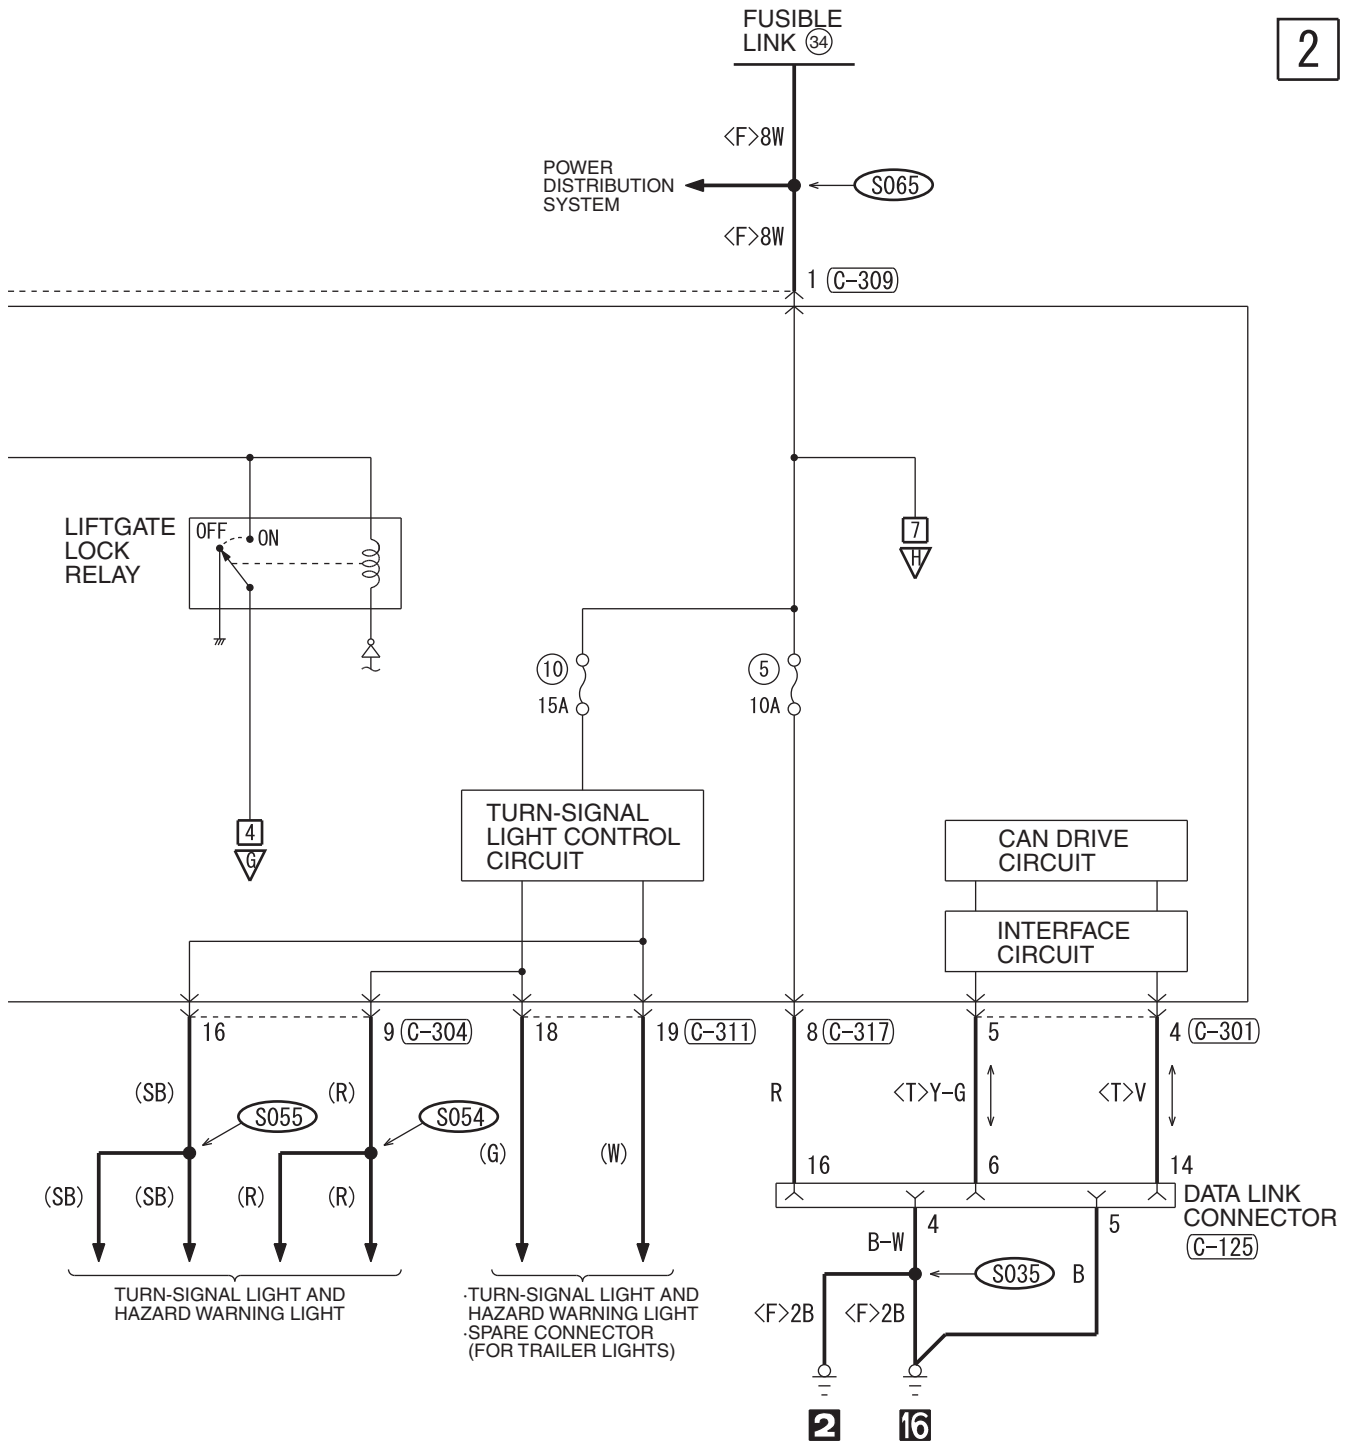 FUSIBLE
LINK 34
2
<F>8W
POWER
DISTRIBUTION
SYSTEM
S065
<F>8W
1 (C-309)
LIFTGATE
LOCK
RELAY
OFF ON
7
H
10
15A
5
10A
4
G
TURN-SIGNAL
LIGHT CONTROL
CIRCUIT
CAN DRIVE
CIRCUIT
INTERFACE
CIRCUIT
16 9 (C-304) 18 19 (C-311) 8 (C-317) 5 4 (C-301)
(SB) (R) R <T>Y-G <T>V
S055 S054
(G) (W)
16 6 14
(SB) (SB) (R) (R)
DATA LINK
CONNECTOR
(C-125)
4 5
B-W
S035 B
<F>2B <F>2B
TURN-SIGNAL LIGHT AND
HAZARD WARNING LIGHT
·TURN-SIGNAL LIGHT AND
HAZARD WARNING LIGHT
·SPARE CONNECTOR
(FOR TRAILER LIGHTS)
2 16